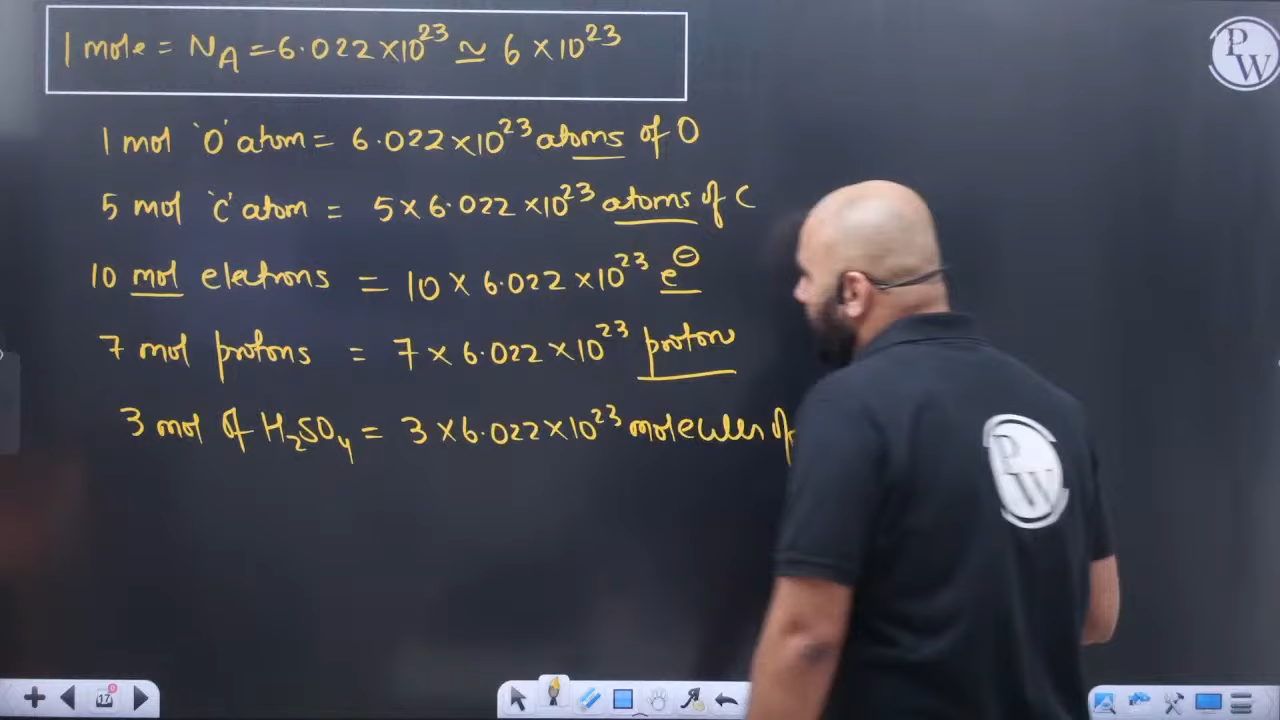 1 mole = N_A = 6.022×10^23 ≃ 6×10^23
PW
1 mol 'O' atom = 6.022×10^23 atoms of O
5 mol 'c' atom = 5×6.022×10^23 atoms of C
10 mol electrons = 10×6.022×10^23 e^⊖
7 mol protons = 7×6.022×10^23 proton
3 mol of H₂SO₄ = 3×6.022×10^23 molecules of
PW
17